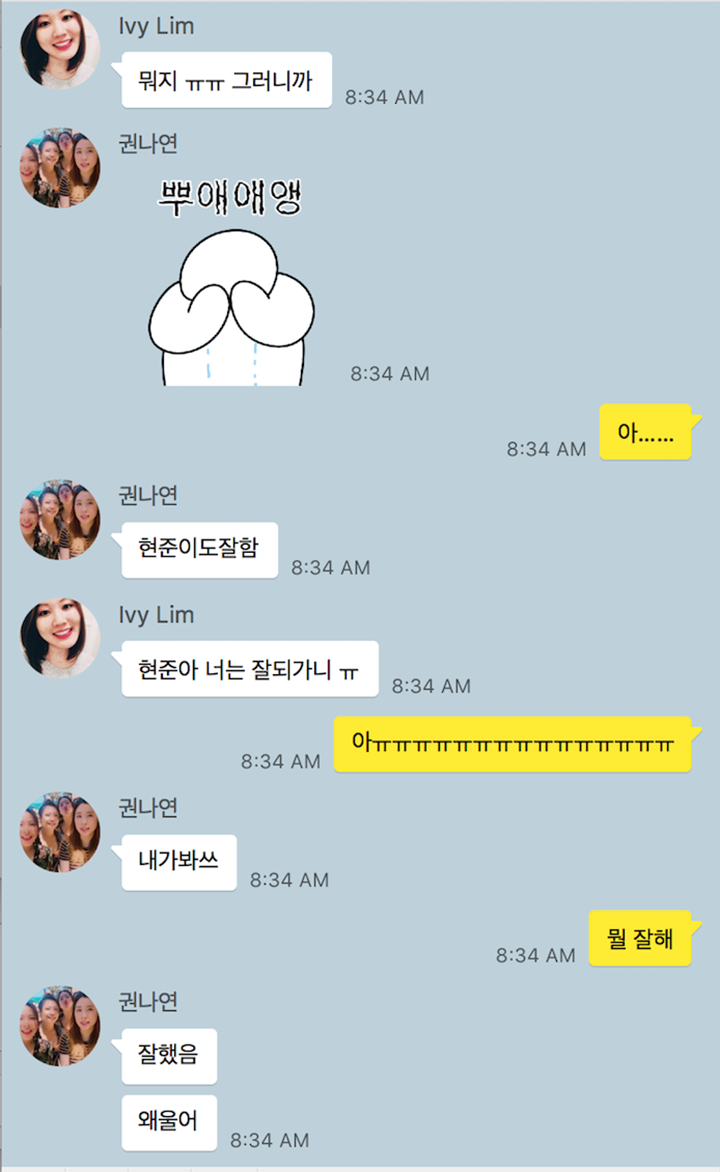 Ivy Lim
뭐지 ㅠㅠ 그러니까
8:34 AM
권나연
뿌애애앵
8:34 AM
아......
8:34 AM
권나연
현준이도잘함
8:34 AM
Ivy Lim
현준아 너는 잘되가니 ㅠ
8:34 AM
아ㅠㅠㅠㅠㅠㅠㅠㅠㅠㅠㅠㅠㅠㅠㅠ
8:34 AM
권나연
내가봐쓰
8:34 AM
뭘 잘해
8:34 AM
권나연
잘했음
왜울어
8:34 AM